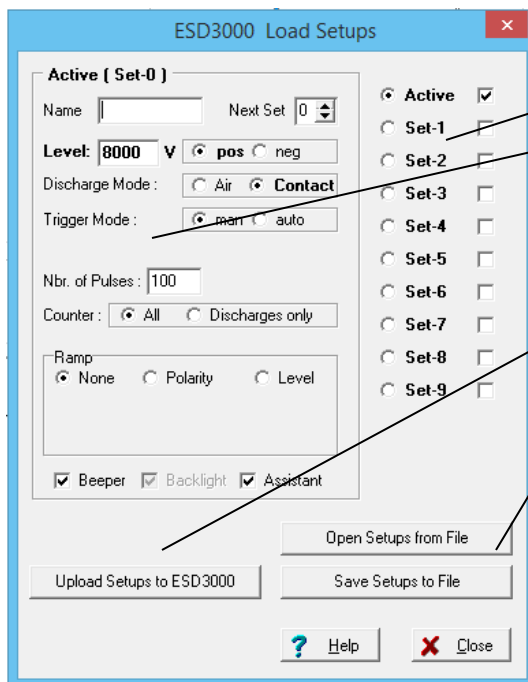 ESD3000 Load Setups
Active ( Set-0 )
Name Next Set 0
Level: 8000 V pos neg
Discharge Mode : Air Contact
Trigger Mode : man auto
Nbr. of Pulses : 100
Counter : All Discharges only
Ramp
None Polarity Level
Beeper Backlight Assistant
Active
Set-1
Set-2
Set-3
Set-4
Set-5
Set-6
Set-7
Set-8
Set-9
Open Setups from File
Upload Setups to ESD3000 Save Setups to File
? Help X Close